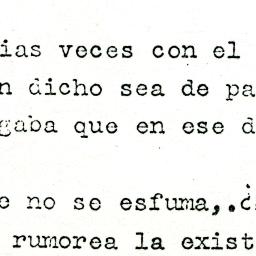 ias veces con el
n dicho sea de pa
gaba que en ese d
e no se esfuma,.¿
rumorea la exist